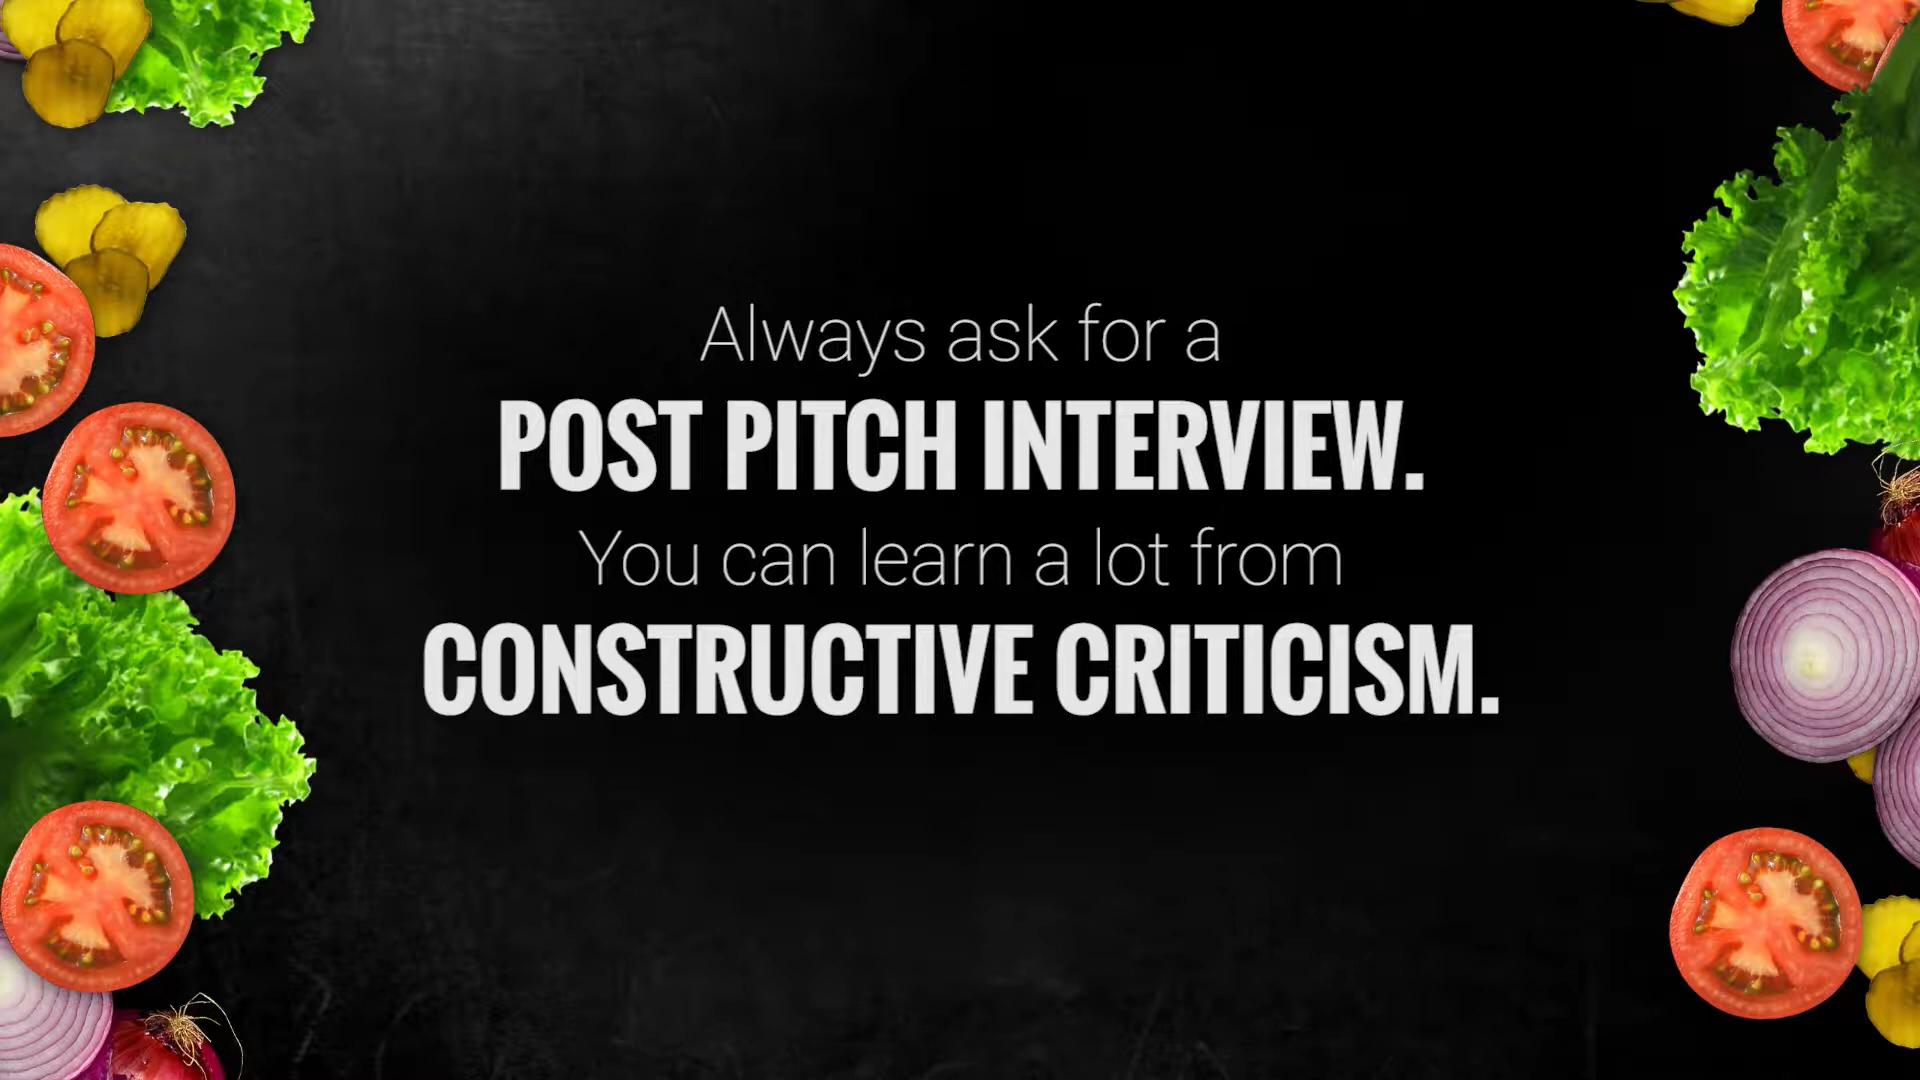 Always ask for a
POST PITCH INTERVIEW.
You can learn a lot from
CONSTRUCTIVE CRITICISM.